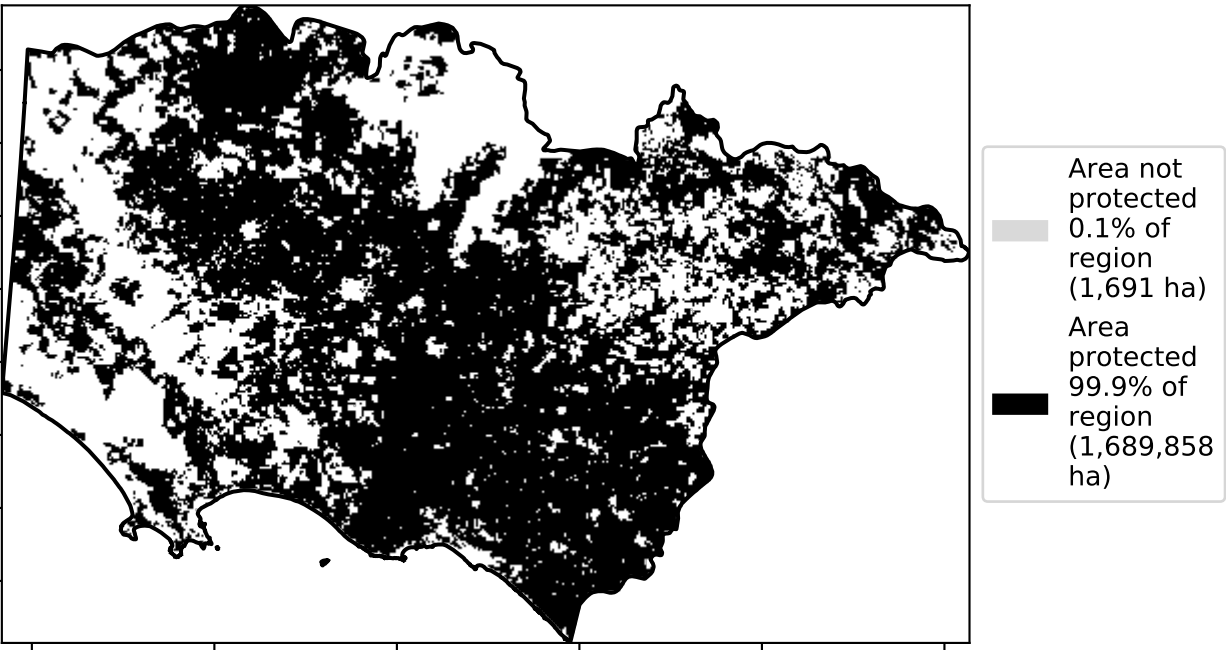 Area not
protected
0.1% of
region
(1,691 ha)
Area
protected
99.9% of
region
(1,689,858
ha)